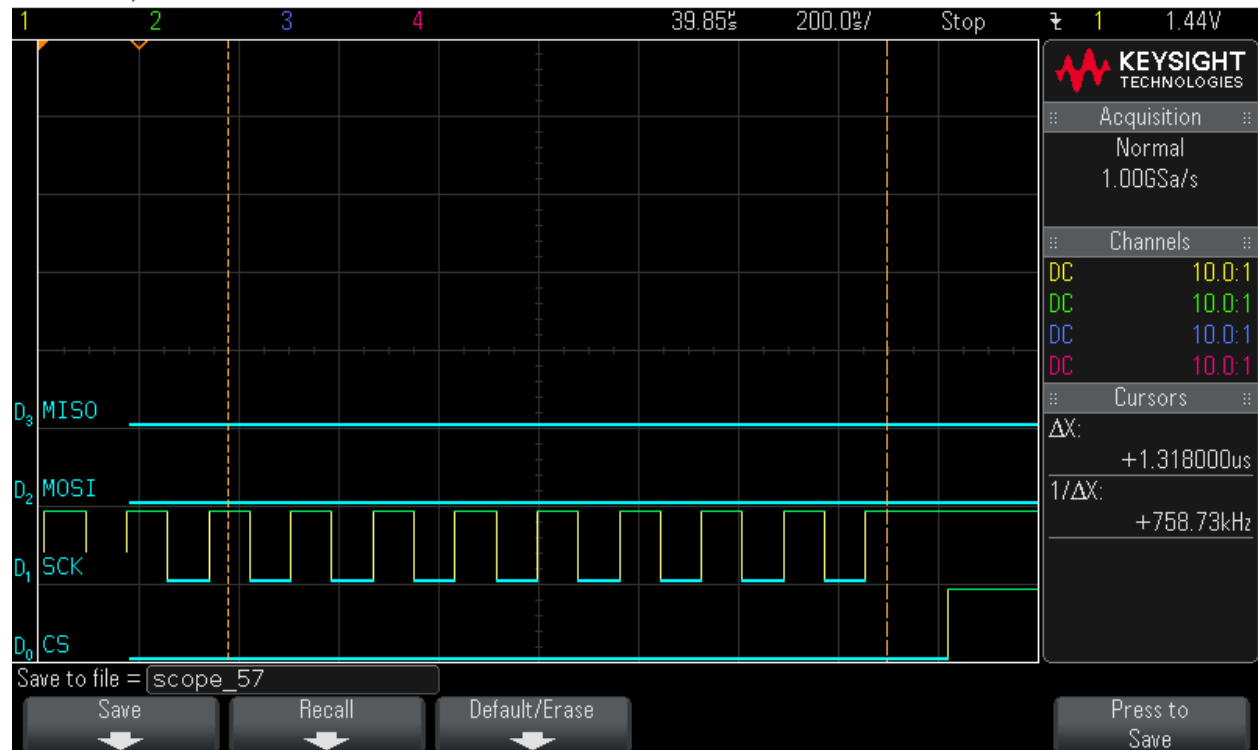 1 2 3 4 39.85us 200.0ns/ Stop 1 1.44V
KEYSIGHT
TECHNOLOGIES
Acquisition
Normal
1.00GSa/s
Channels
DC 10.0:1
DC 10.0:1
DC 10.0:1
DC 10.0:1
Cursors
ΔX:
+1.318000us
1/ΔX:
+758.73kHz
D3 MISO
D2 MOSI
D1 SCK
D0 CS
Save to file = scope_57
Save Recall Default/Erase Press to
Save